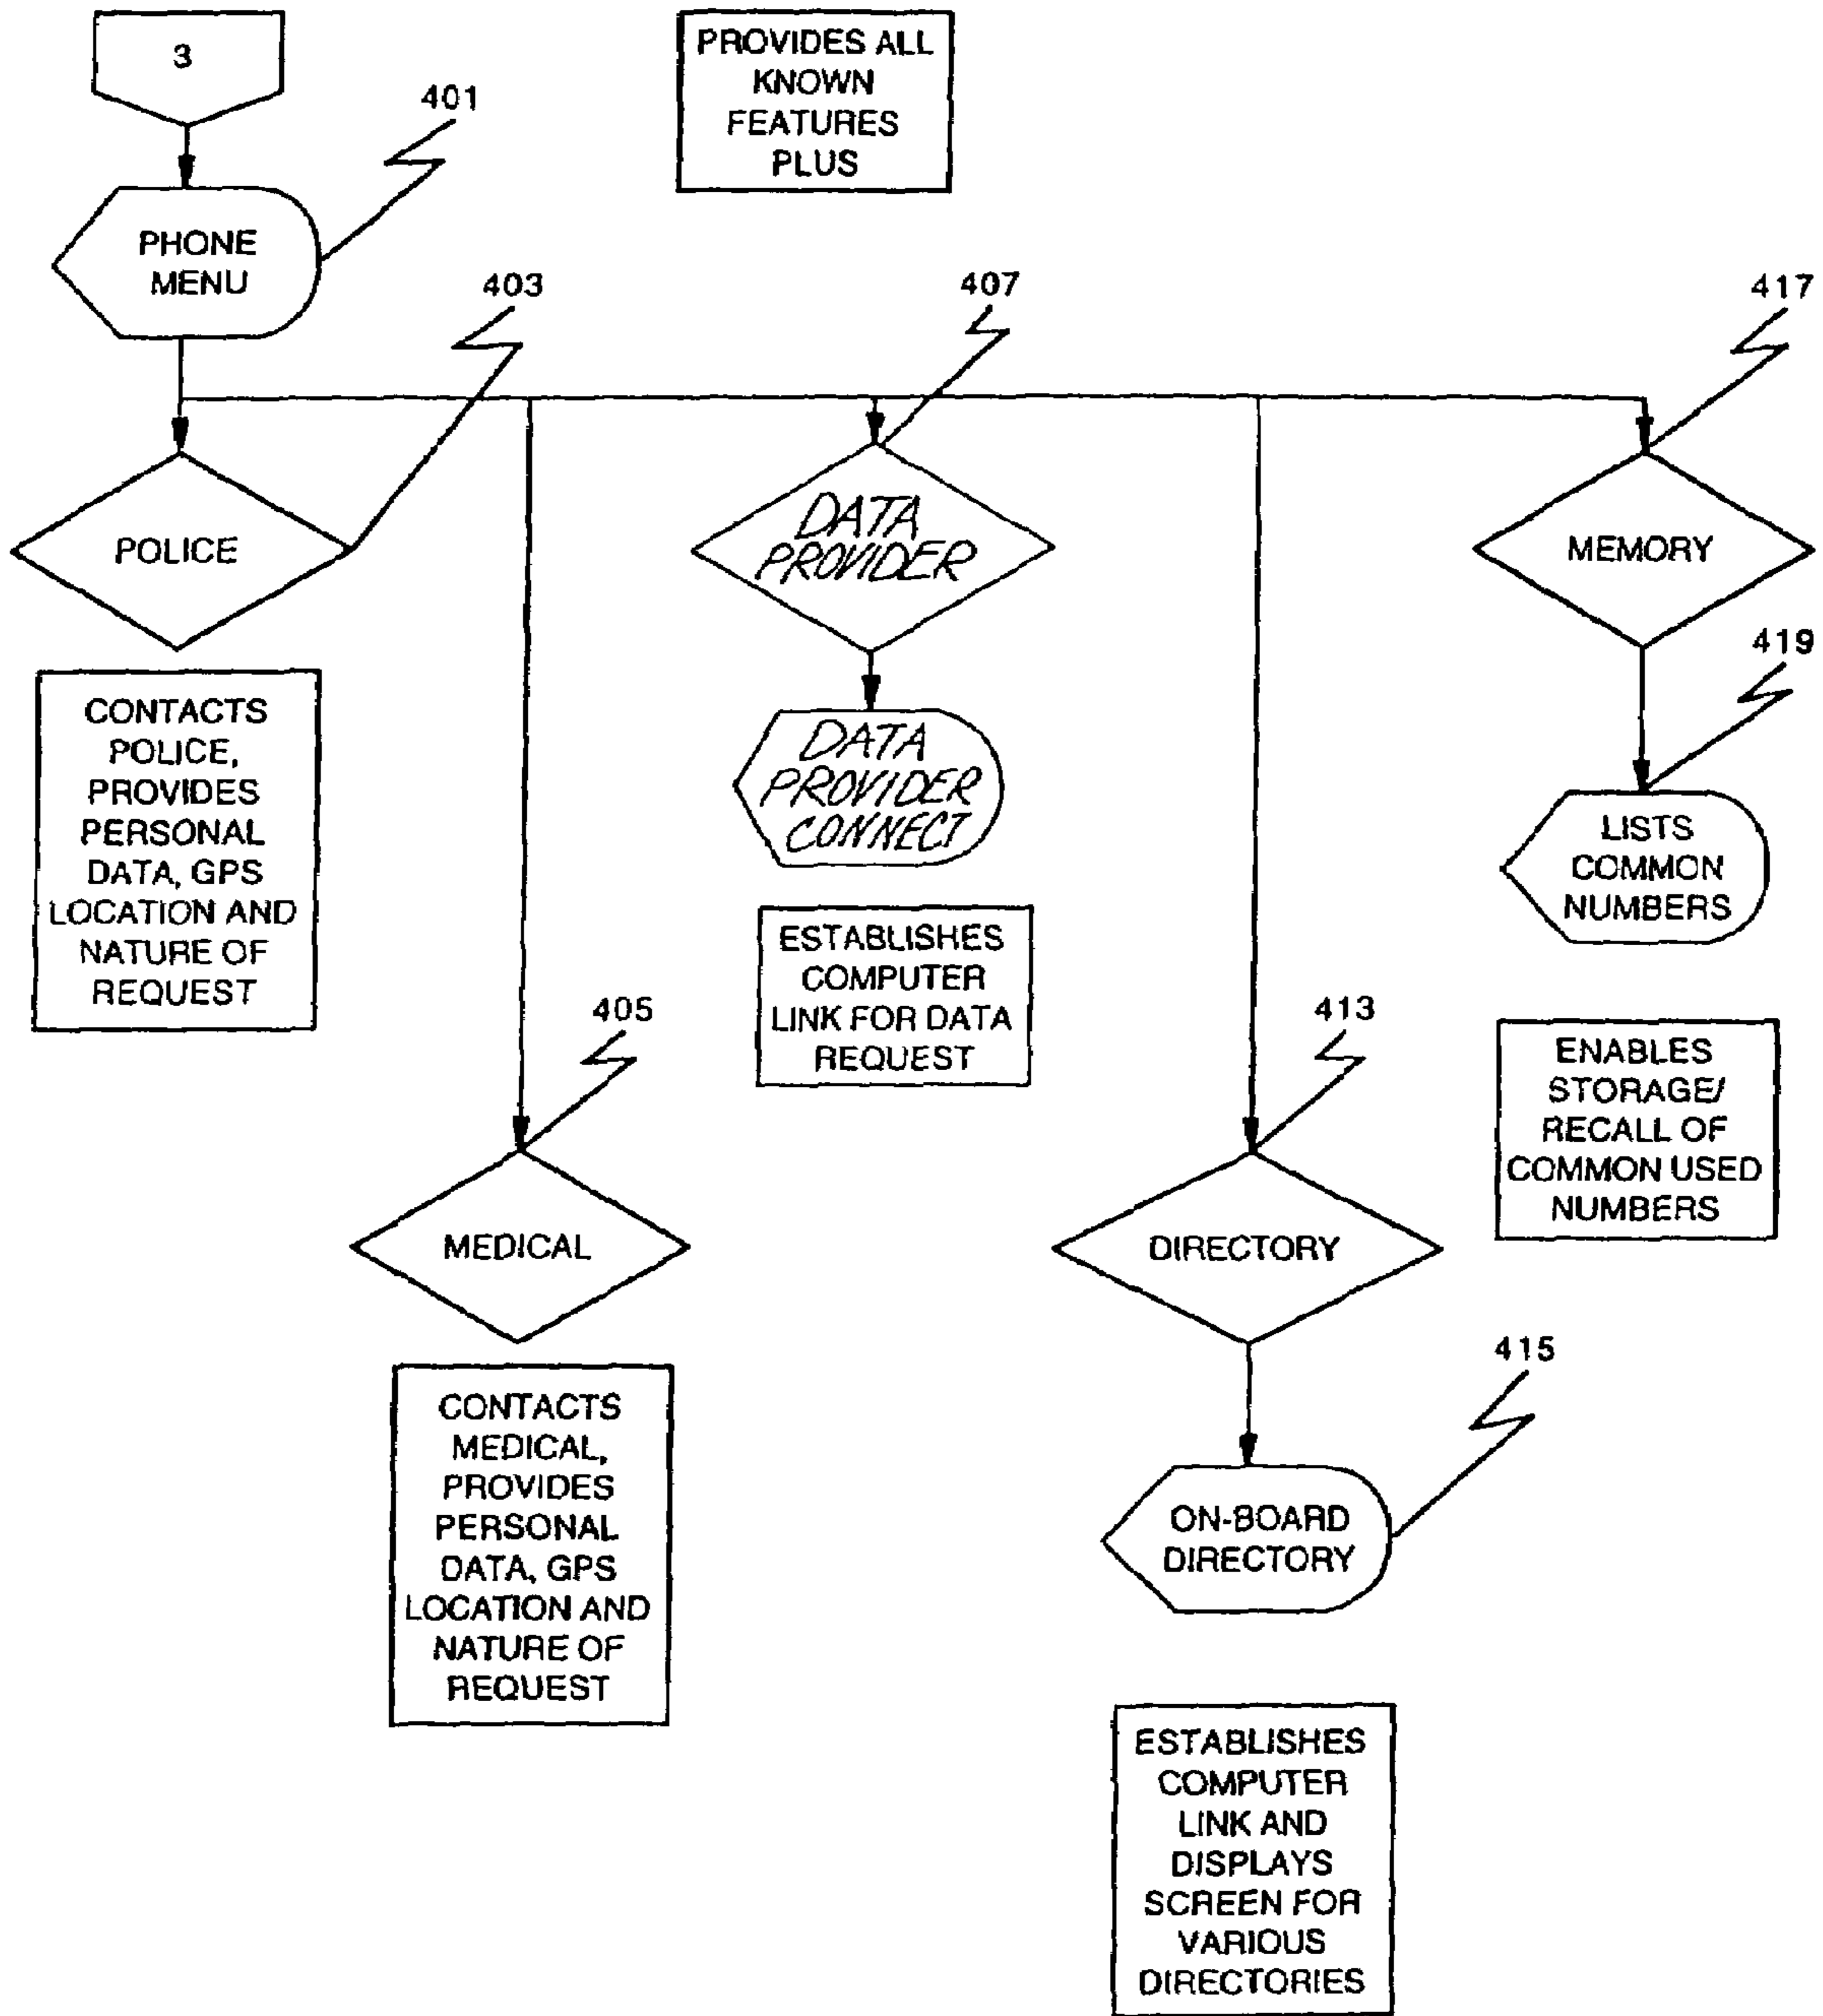 3
PROVIDES ALL
KNOWN
FEATURES
PLUS
401
PHONE
MENU
403
407
417
POLICE
DATA
PROVIDER
MEMORY
419
CONTACTS
POLICE,
PROVIDES
PERSONAL
DATA, GPS
LOCATION AND
NATURE OF
REQUEST
DATA
PROVIDER
CONNECT
LISTS
COMMON
NUMBERS
ESTABLISHES
COMPUTER
LINK FOR DATA
REQUEST
405
413
ENABLES
STORAGE/
RECALL OF
COMMON USED
NUMBERS
MEDICAL
DIRECTORY
415
CONTACTS
MEDICAL,
PROVIDES
PERSONAL
DATA, GPS
LOCATION AND
NATURE OF
REQUEST
ON-BOARD
DIRECTORY
ESTABLISHES
COMPUTER
LINK AND
DISPLAYS
SCREEN FOR
VARIOUS
DIRECTORIES